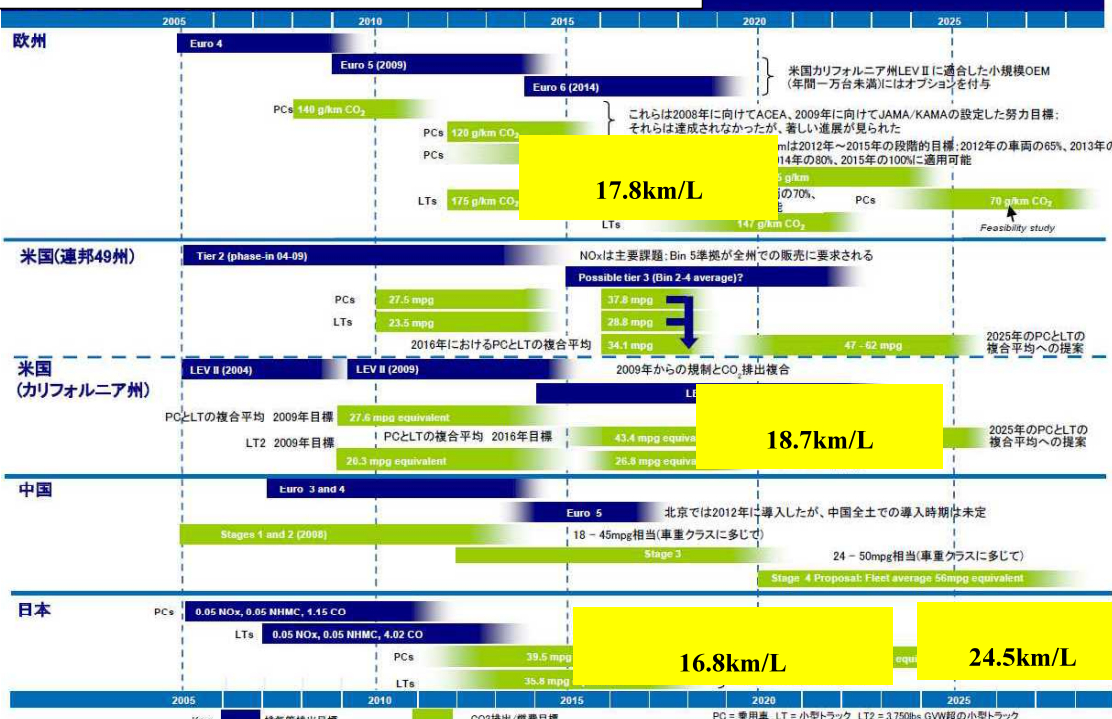 2005 2010 2015 2020 2025
欧州
Euro 4
Euro 5 (2009)
Euro 6 (2014)
米国カリフォルニア州LEVⅡに適合した小規模OEM
(年間一万台未満)にはオプションを付与
PCs 140 g/km CO2
PCs 120 g/km CO2
これらは2008年に向けてACEA、2009年に向けてJAMA/KAMAの設定した努力目標;
それらは達成されなかったが、著しい進展が見られた
PCs
mは2012年~2015年の段階的目標;2012年の車両の65%、2013年の
14年の80%、2015年の100%に適用可能
17.8km/L
g/km
LTs 175 g/km CO2
の70%、
PCs 70 g/km CO2
LTs 147 g/km CO2
Feasibility study
米国(連邦49州)
Tier 2 (phase-in 04-09)
NOxは主要課題;Bin 5準拠が全州での販売に要求される
Possible tier 3 (Bin 2-4 average)?
PCs 27.5 mpg 37.8 mpg
LTs 23.5 mpg 28.8 mpg
2016年におけるPCとLTの複合平均 34.1 mpg 47 - 62 mpg
2025年のPCとLTの
複合平均への提案
米国
(カリフォルニア州)
LEV II (2004) LEV II (2009)
2009年からの規制とCO2排出複合
LE
PCとLTの複合平均 2009年目標 27.6 mpg equivalent
PCとLTの複合平均 2016年目標 43.4 mpg equiva
18.7km/L
2025年のPCとLTの
複合平均への提案
LT2 2009年目標
20.3 mpg equivalent 26.8 mpg equiva
中国
Euro 3 and 4
Euro 5
北京では2012年に導入したが、中国全土での導入時期は未定
Stages 1 and 2 (2008)
18 - 45mpg相当(車重クラスに多じて)
Stage 3
24 - 50mpg相当(車重クラスに多じて)
Stage 4 Proposal: Fleet average 56mpg equivalent
日本
PCs 0.05 NOx, 0.05 NHMC, 1.15 CO
LTs 0.05 NOx, 0.05 NHMC, 4.02 CO
PCs 39.5 mpg
16.8km/L
equi
24.5km/L
LTs 35.8 mpg
2005 2010 2015 2020 2025
PC = 乗用車 LT = 小型トラック LT2 = 3,750lbs GVW超の小型トラック